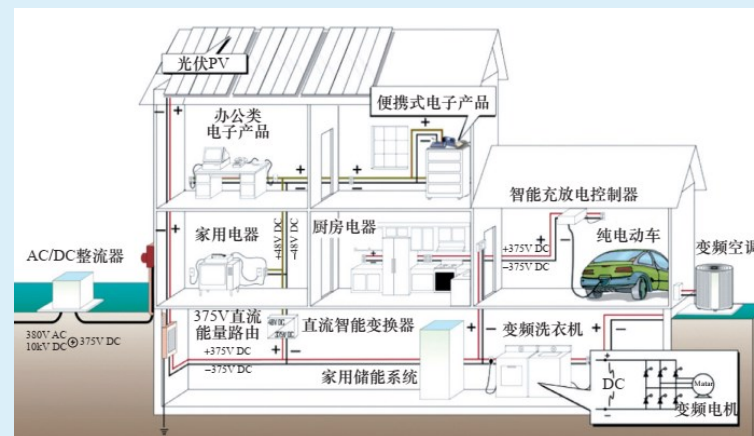 光伏PV
便携式电子产品
办公类
电子产品
智能充放电控制器
家用电器
+48V DC
−48V DC
厨房电器
+375V DC
−375V DC
纯电动车
变频空调
AC/DC整流器
380V AC
10kV DC
375V DC
375V直流
能量路由
直流智能变换器
变频洗衣机
+375V DC
−375V DC
家用储能系统
DC
Matar
变频电机